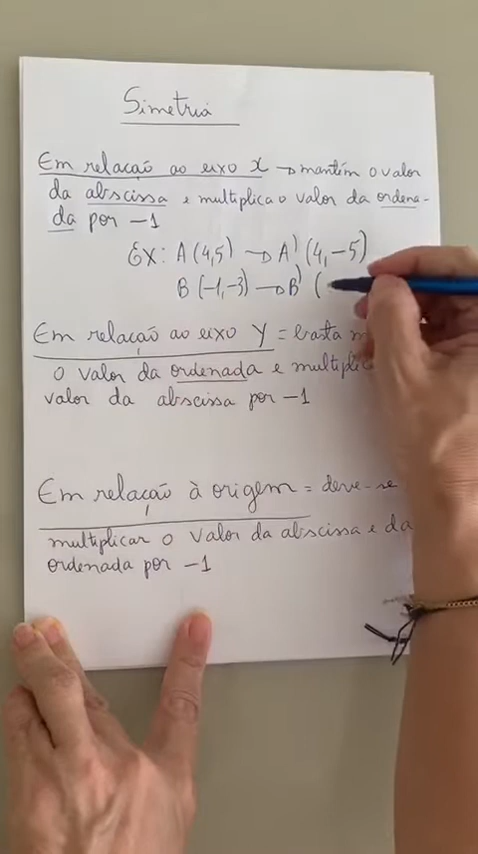 Simetria
Em relação ao eixo x → mantém o valor
da abscissa e multiplica o valor da ordena-
da por -1
Ex: A (4,5) → A' (4,-5)
B (-1,-3) → B' (
Em relação ao eixo Y = basta
o valor da ordenada e
valor da abscissa por -1
Em relação à origem = deve-se
multiplicar o valor da abscissa e da
ordenada por -1